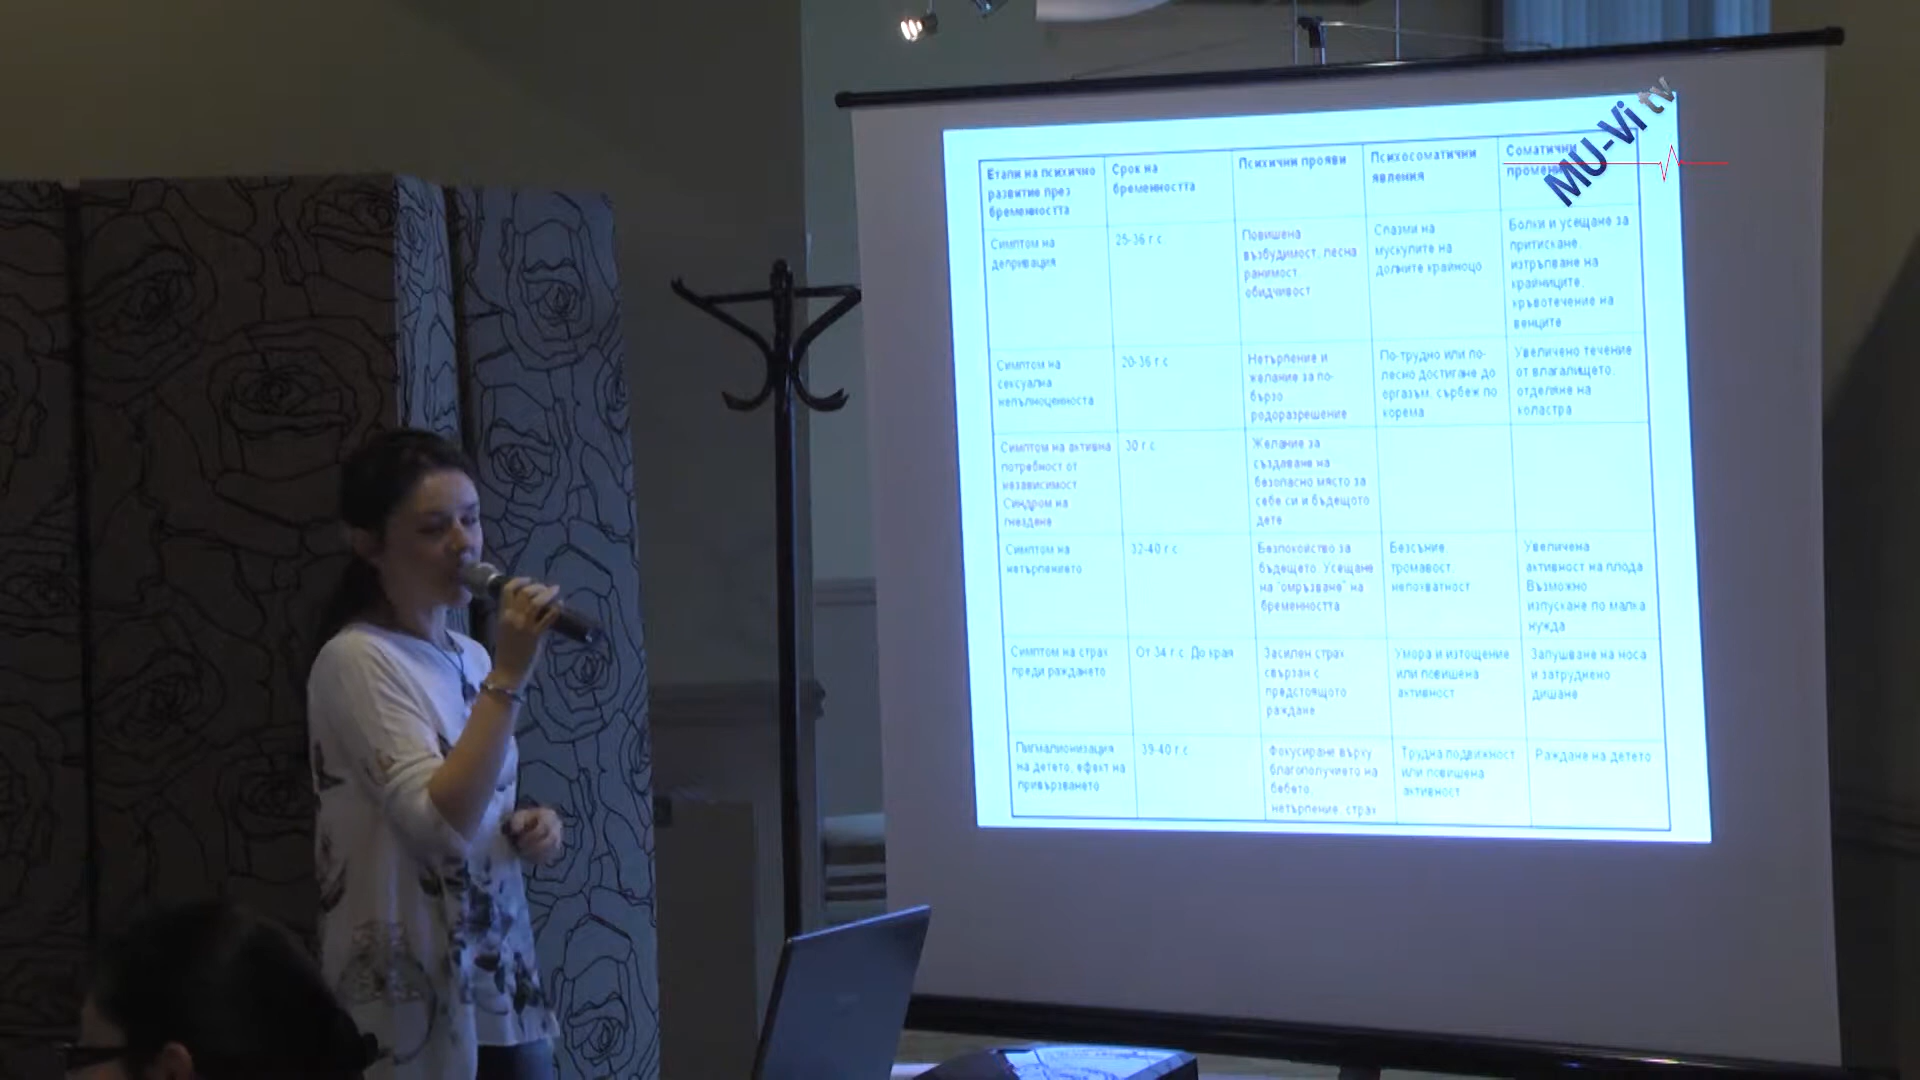 MU-Vi tv
Етапи на психично
развитие през
бременността
Срок на
бременността
Психични прояви
Психосоматични
явления
Соматични
Симптом на
депривация
25-36 г.с.
Повишена
възбудимост, лесна
ранимост,
обидчивост
Спазми на
мускулите на
долните крайноцо
Болки и усещане за
притискане,
изтръпване на
крайниците,
кръвотечение на
венците
Симптом на
сексуална
непълноценноста
20-36 г.с.
Нетърпение и
желание за по-
бързо
родоразрешение
По-трудно или по-
лесно достигане до
оргазъм, сърбеж по
корема
Увеличено течение
от влагалището,
отделяне на
коластра
Симптом на активна
потребност от
независимост
Синдром на
гнездене
30 г.с.
Желание за
създаване на
безопасно място за
себе си и бъдещото
дете
Симптом на
нетърпението
32-40 г.с.
Безпокойство за
бъдещето. Усещане
на "омръзване" на
бременността
Безсъние,
тромавост,
непохватност
Увеличена
активност на плода
Възможно
изпускане по малка
нужда
Симптом на страх
преди раждането
От 34 г.с. До края
Засилен страх
свързан с
предстоящото
раждане
Умора и изтощение
или повишена
активност
Запушване на носа
и затруднено
дишане
Пигмалионизация
на детето, ефект на
привързването
39-40 г.с.
Фокусиране върху
благополучието на
бебето,
нетърпение, страх
Трудна подвижност
или повишена
активност
Раждане на детето